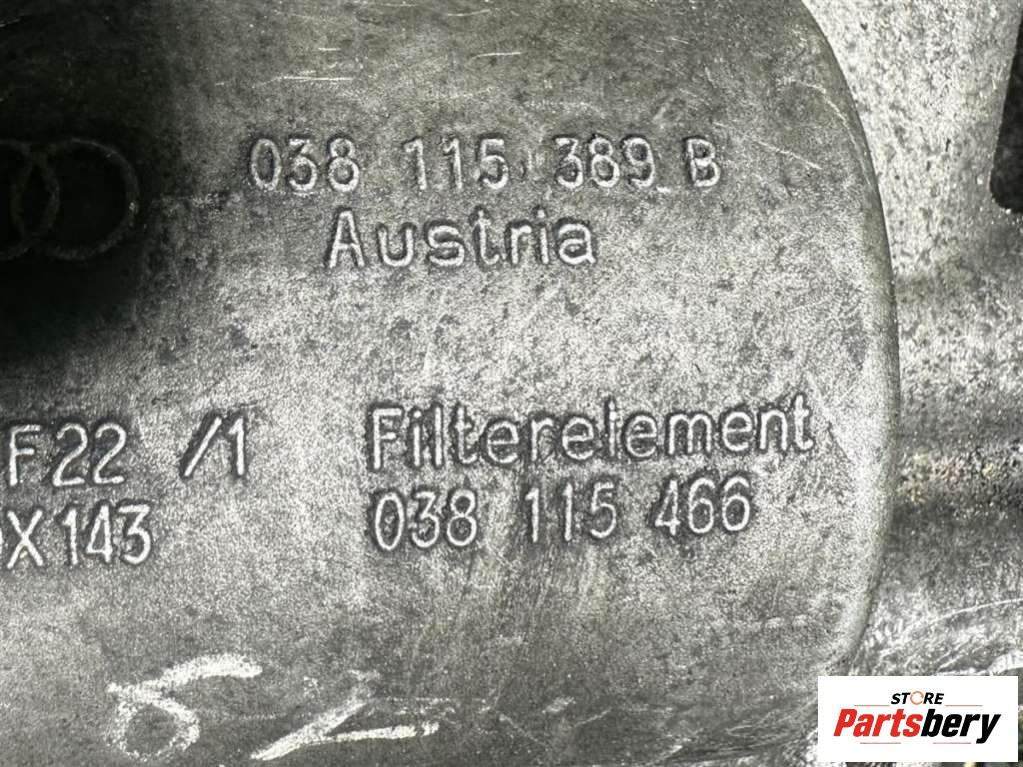 038 115 389 B
Austria
F22 /1
X143
Filterelement
038 115 466
STORE
Partsbery